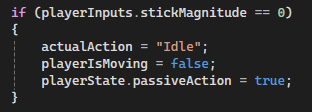 if (playerInputs.stickMagnitude == 0)
{
    actualAction = "Idle";
    playerIsMoving = false;
    playerState.passiveAction = true;
}